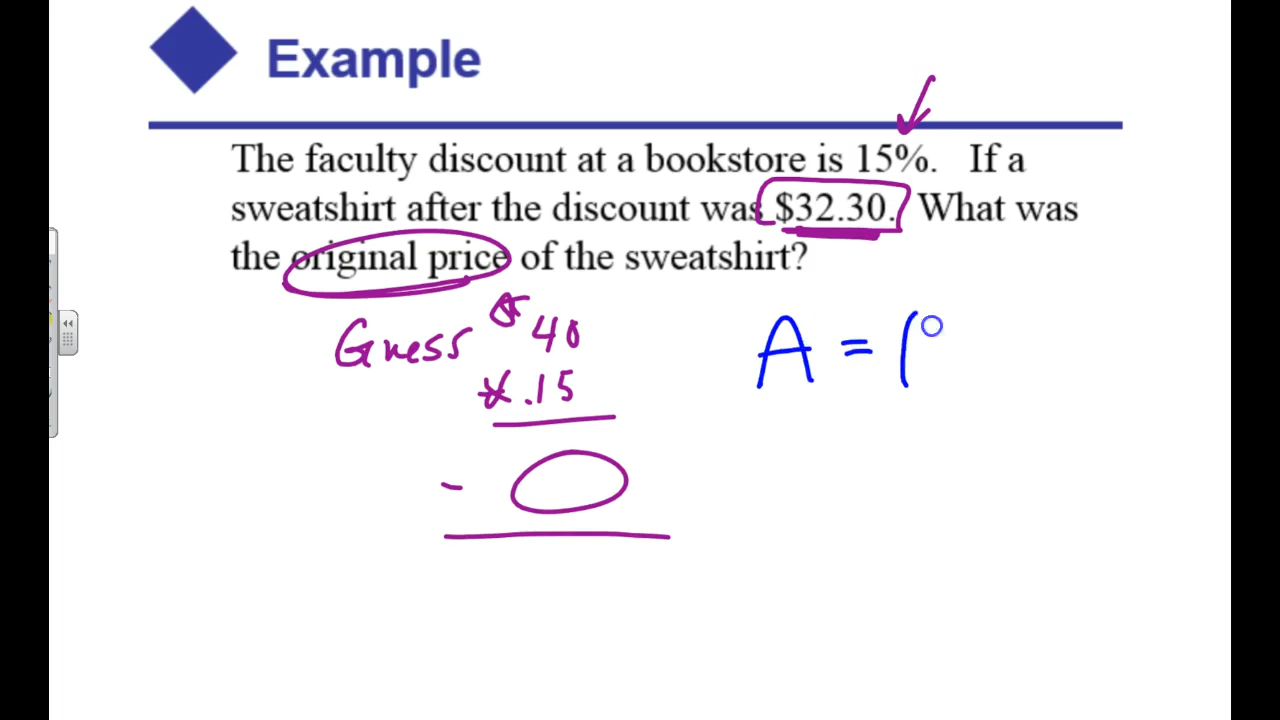 Example
The faculty discount at a bookstore is 15%. If a
sweatshirt after the discount was $32.30. What was
the original price of the sweatshirt?
Guess $40
x .15
-
A = (